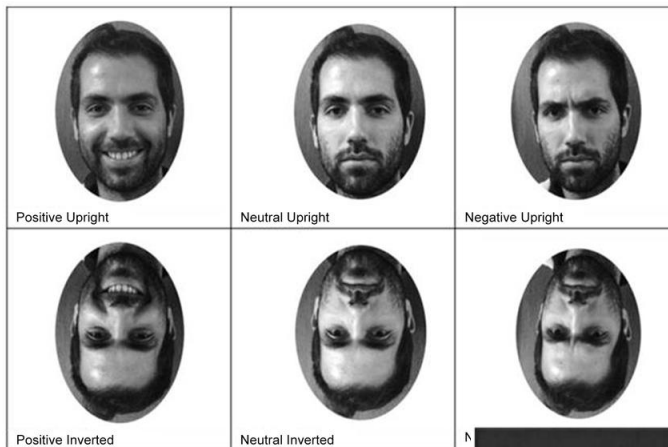 Positive Upright
Neutral Upright
Negative Upright
Positive Inverted
Neutral Inverted